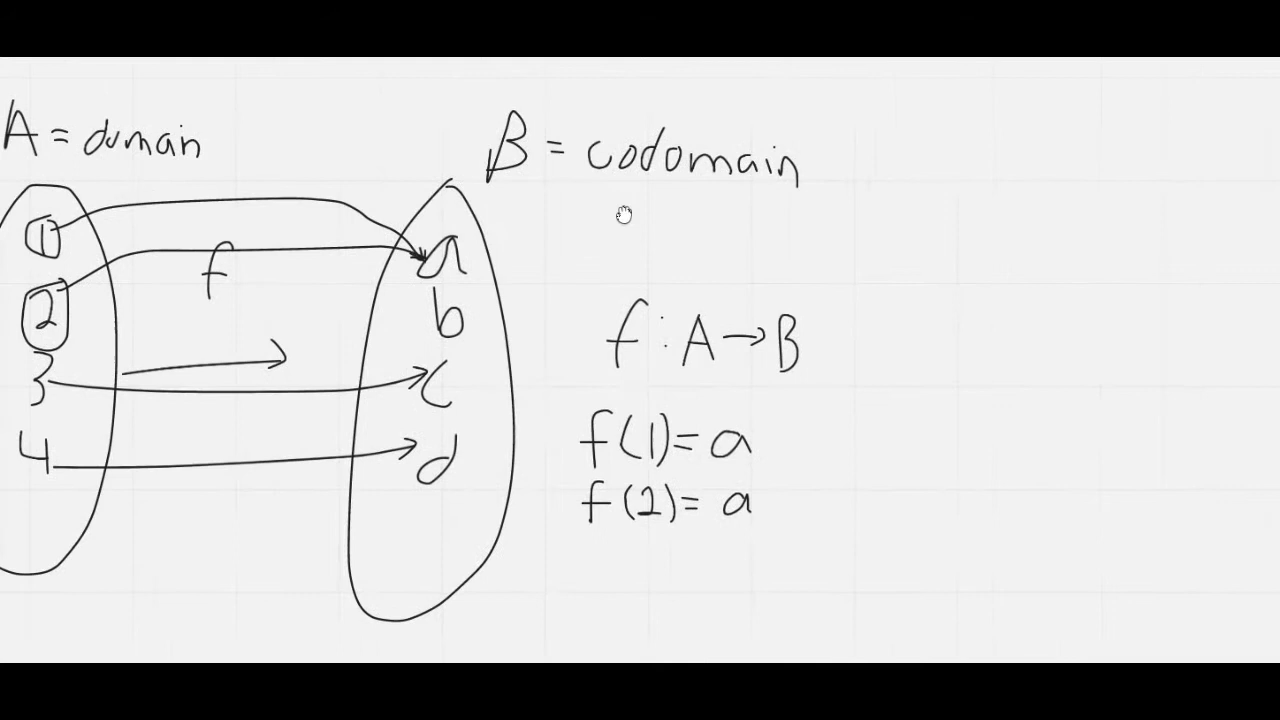 A = domain
B = codomain
1
2
3
4
f
a
b
c
d
f : A → B
f(1) = a
f(2) = a